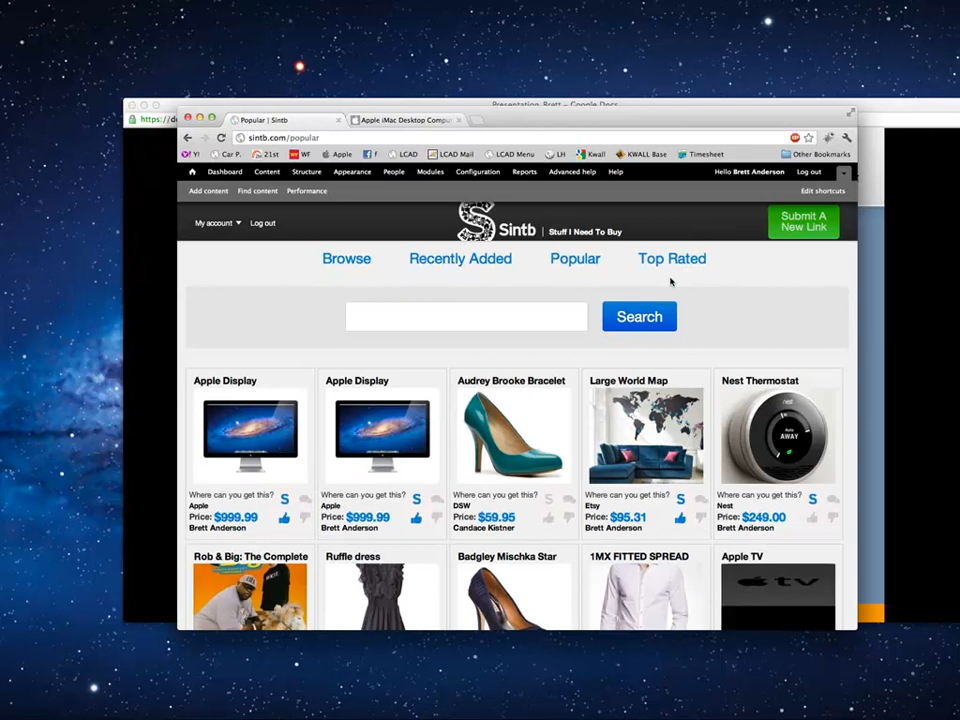 Presentation_Brett – Google Docs
https://do
Popular | Sintb
Apple iMac Desktop Compu
sintb.com/popular
Y!
Car P.
21st
WF
Apple
f
LCAD
LCAD Mail
LCAD Menu
LH
Kwall
KWALL Base
Timesheet
Other Bookmarks
Dashboard Content Structure Appearance People Modules Configuration Reports Advanced help Help
Hello Brett Anderson Log out
Add content Find content Performance
Edit shortcuts
My account Log out
S Sintb | Stuff I Need To Buy
Submit A
New Link
Browse Recently Added Popular Top Rated
Search
Apple Display
Where can you get this? S
Apple
Price: $999.99
Brett Anderson
Apple Display
Where can you get this? S
Apple
Price: $999.99
Brett Anderson
Audrey Brooke Bracelet
Where can you get this? S
DSW
Price: $59.95
Candace Kistner
Large World Map
Where can you get this? S
Etsy
Price: $95.31
Brett Anderson
Nest Thermostat
nest
AWAY
Where can you get this? S
Nest
Price: $249.00
Brett Anderson
Rob & Big: The Complete
Ruffle dress
Badgley Mischka Star
1MX FITTED SPREAD
Apple TV
tv